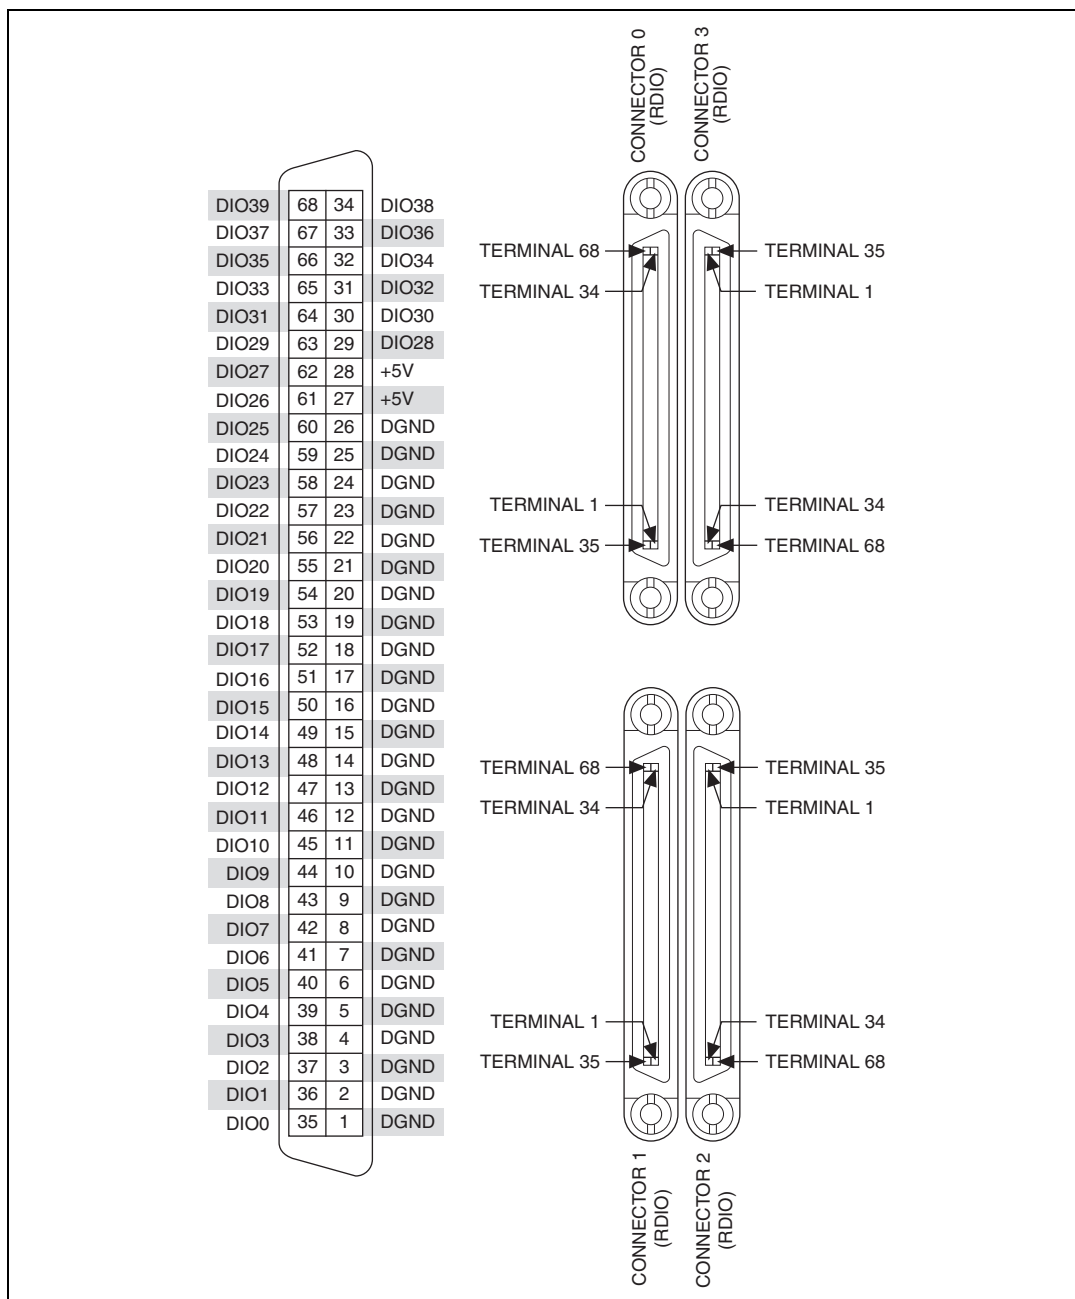 CONNECTOR 0
(RDIO)
CONNECTOR 3
(RDIO)
DIO39 68 34 DIO38
DIO37 67 33 DIO36
DIO35 66 32 DIO34
DIO33 65 31 DIO32
DIO31 64 30 DIO30
DIO29 63 29 DIO28
DIO27 62 28 +5V
DIO26 61 27 +5V
DIO25 60 26 DGND
DIO24 59 25 DGND
DIO23 58 24 DGND
DIO22 57 23 DGND
DIO21 56 22 DGND
DIO20 55 21 DGND
DIO19 54 20 DGND
DIO18 53 19 DGND
DIO17 52 18 DGND
DIO16 51 17 DGND
DIO15 50 16 DGND
DIO14 49 15 DGND
DIO13 48 14 DGND
DIO12 47 13 DGND
DIO11 46 12 DGND
DIO10 45 11 DGND
DIO9 44 10 DGND
DIO8 43 9 DGND
DIO7 42 8 DGND
DIO6 41 7 DGND
DIO5 40 6 DGND
DIO4 39 5 DGND
DIO3 38 4 DGND
DIO2 37 3 DGND
DIO1 36 2 DGND
DIO0 35 1 DGND
TERMINAL 68
TERMINAL 35
TERMINAL 34
TERMINAL 1
TERMINAL 1
TERMINAL 34
TERMINAL 35
TERMINAL 68
TERMINAL 68
TERMINAL 35
TERMINAL 34
TERMINAL 1
TERMINAL 1
TERMINAL 34
TERMINAL 35
TERMINAL 68
CONNECTOR 1
(RDIO)
CONNECTOR 2
(RDIO)